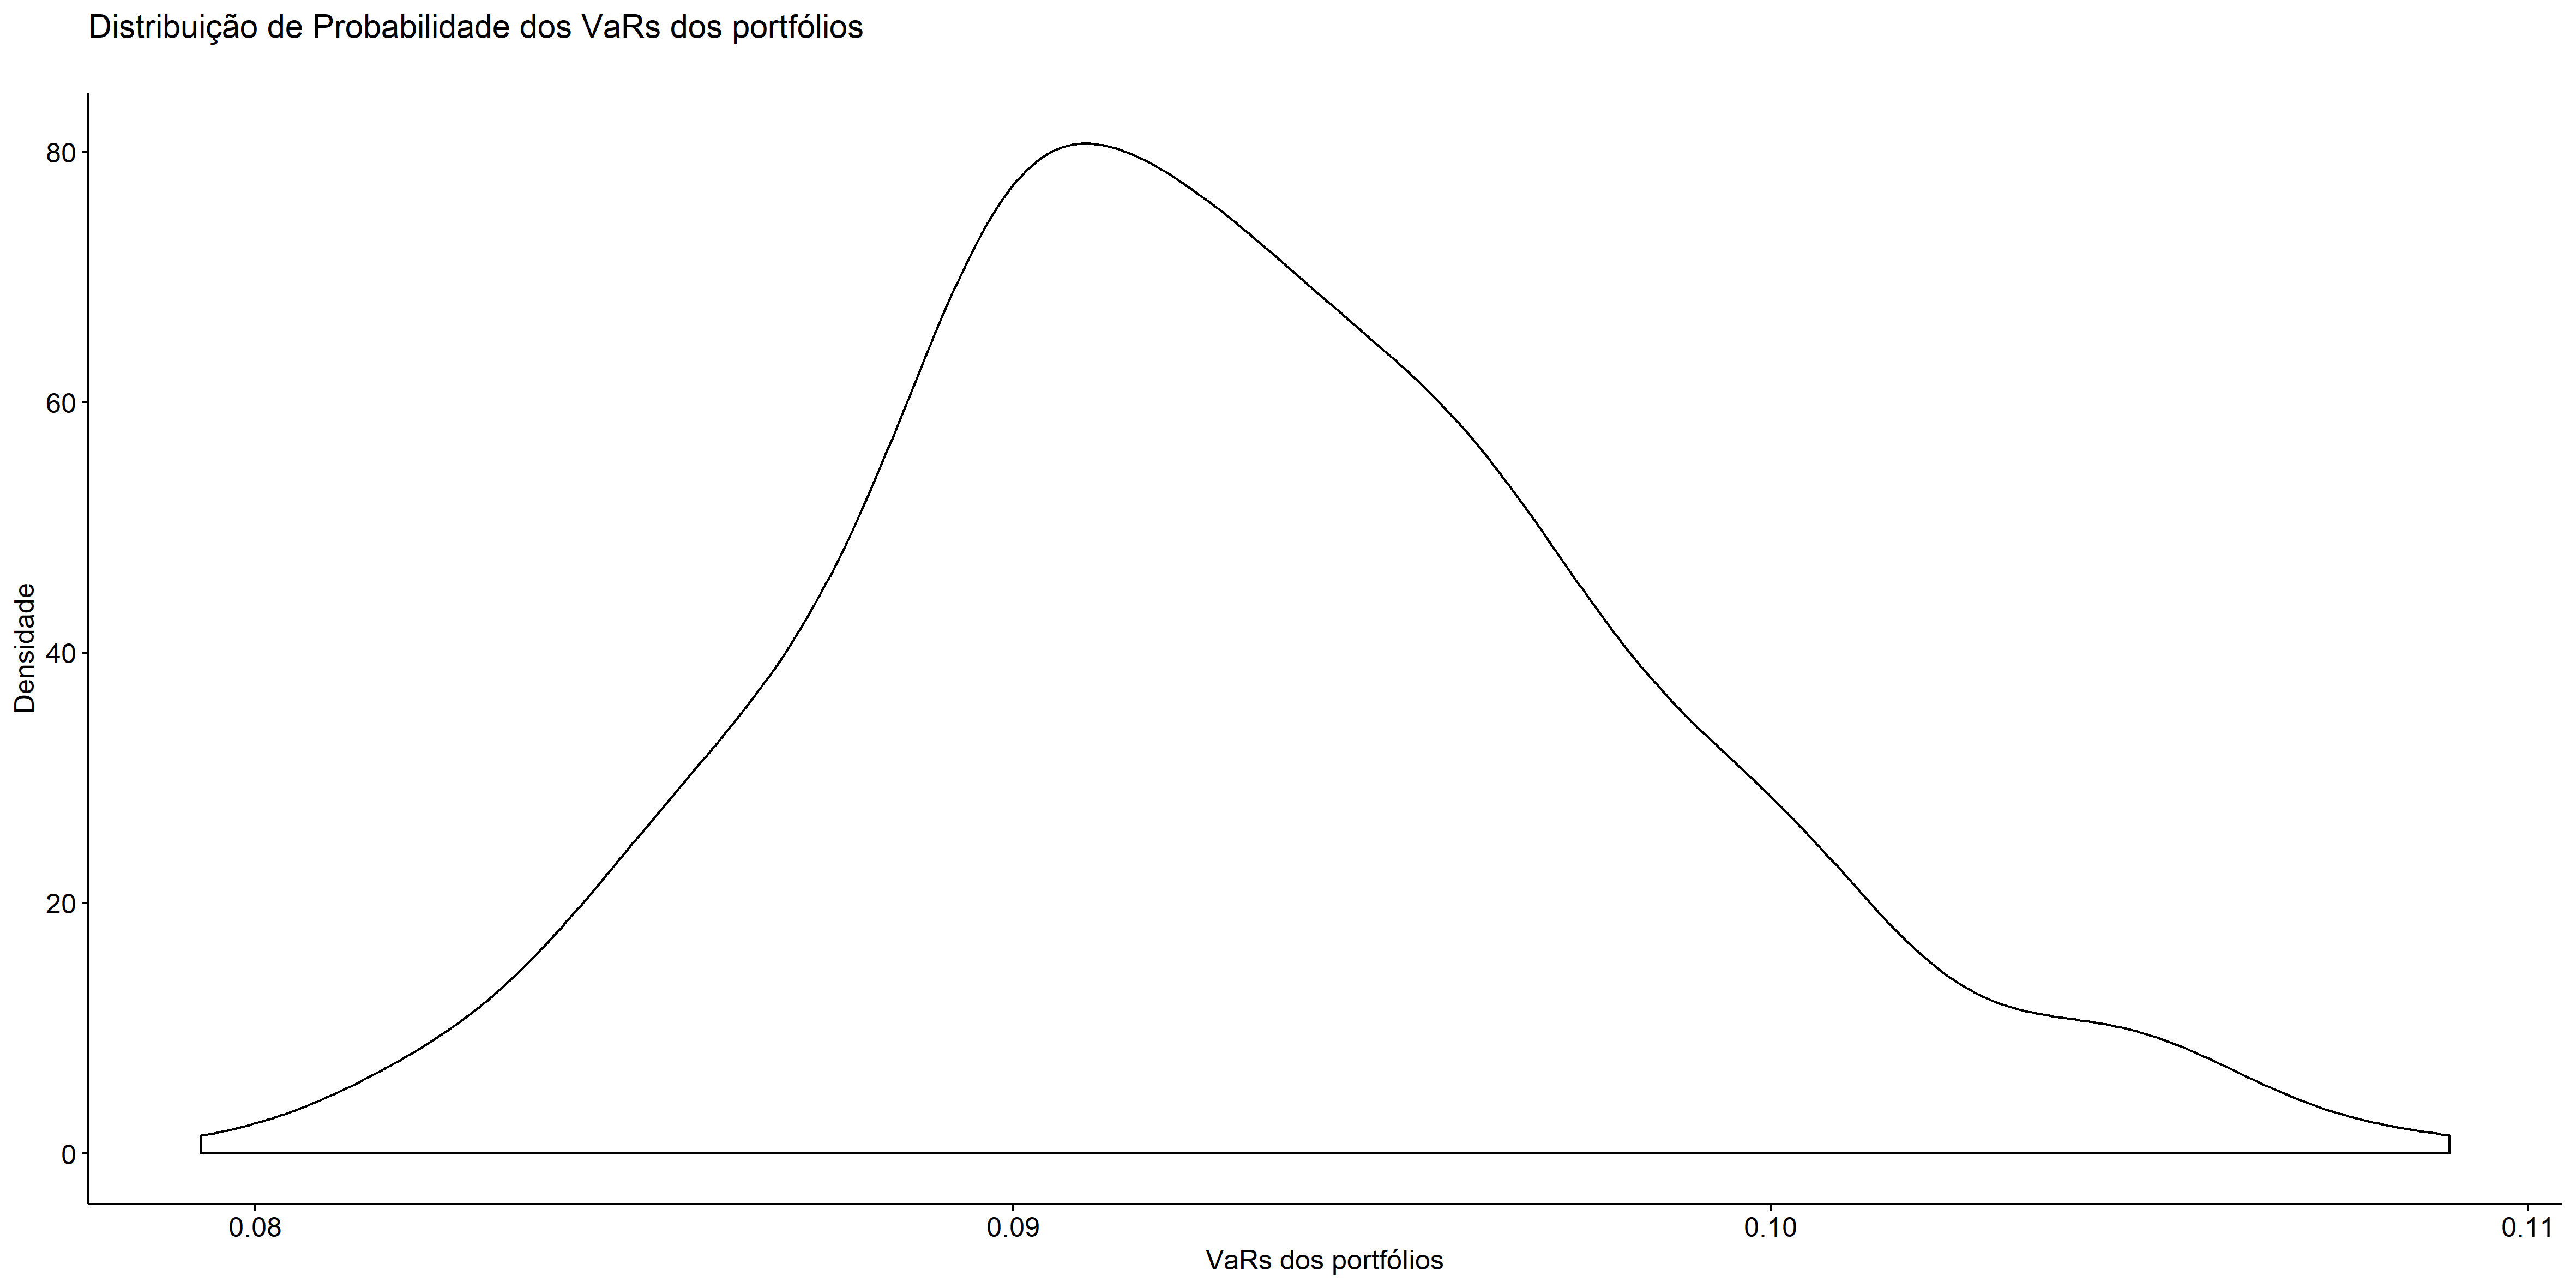 Distribuição de Probabilidade dos VaRs dos portfólios
80
60
40
20
0
Densidade
0.08 0.09 0.10 0.11
VaRs dos portfólios